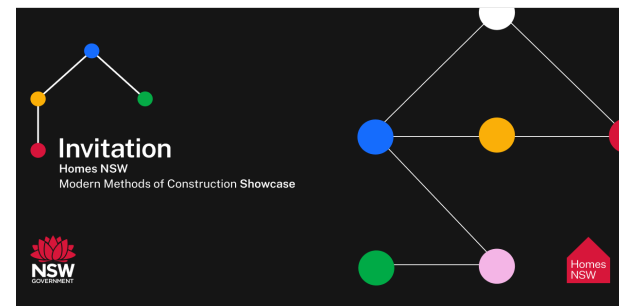 Invitation
Homes NSW
Modern Methods of Construction Showcase
NSW
GOVERNMENT
Homes
NSW